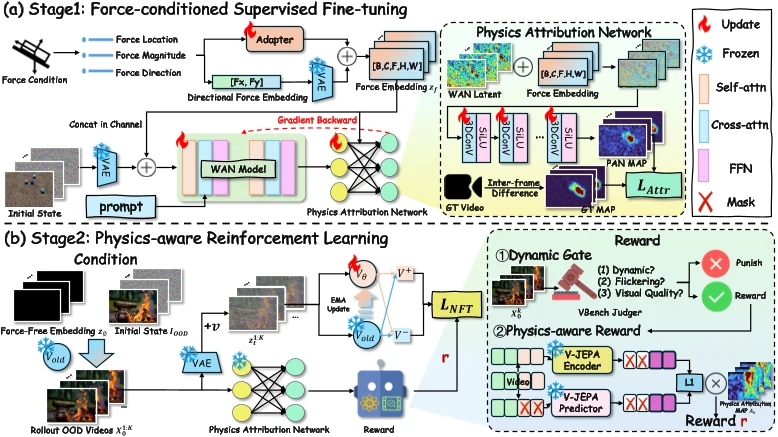 (a) Stage1: Force-conditioned Supervised Fine-tuning
Force Condition
Force Location
Force Magnitude
Force Direction
Adapter
[Fx, Fy]
Directional Force Embedding
VAE
[B,C,F,H,W]
Force Embedding z_f
Concat in Channel
Gradient Backward
Initial State
VAE
WAN Model
prompt
Physics Attribution Network
Physics Attribution Network
WAN Latent
[B,C,F,H,W]
Force Embedding
3DConV
SiLU
3DConV
SiLU
...
3DConV
SiLU
PAN MAP
GT Video
Inter-frame
Difference
GT MAP
L_Attr
Update
Frozen
Self-attn
Cross-attn
FFN
Mask
(b) Stage2: Physics-aware Reinforcement Learning
Condition
Force-Free Embedding z_0
Initial State I_OOD
V_old
Rollout OOD Videos X_0^{1:K}
+v
VAE
z_t^{1:K}
...
V_θ
EMA
Update
V_old
V^+
V^-
L_NFT
r
Physics Attribution Network
Reward
Reward
①Dynamic Gate
X_0^k
(1) Dynamic?
(2) Flickering?
(3) Visual Quality?
VBench Judger
Punish
Reward
②Physics-aware Reward
Video
V-JEPA
Encoder
V-JEPA
Predictor
L1
Physics Attribution
Reward r